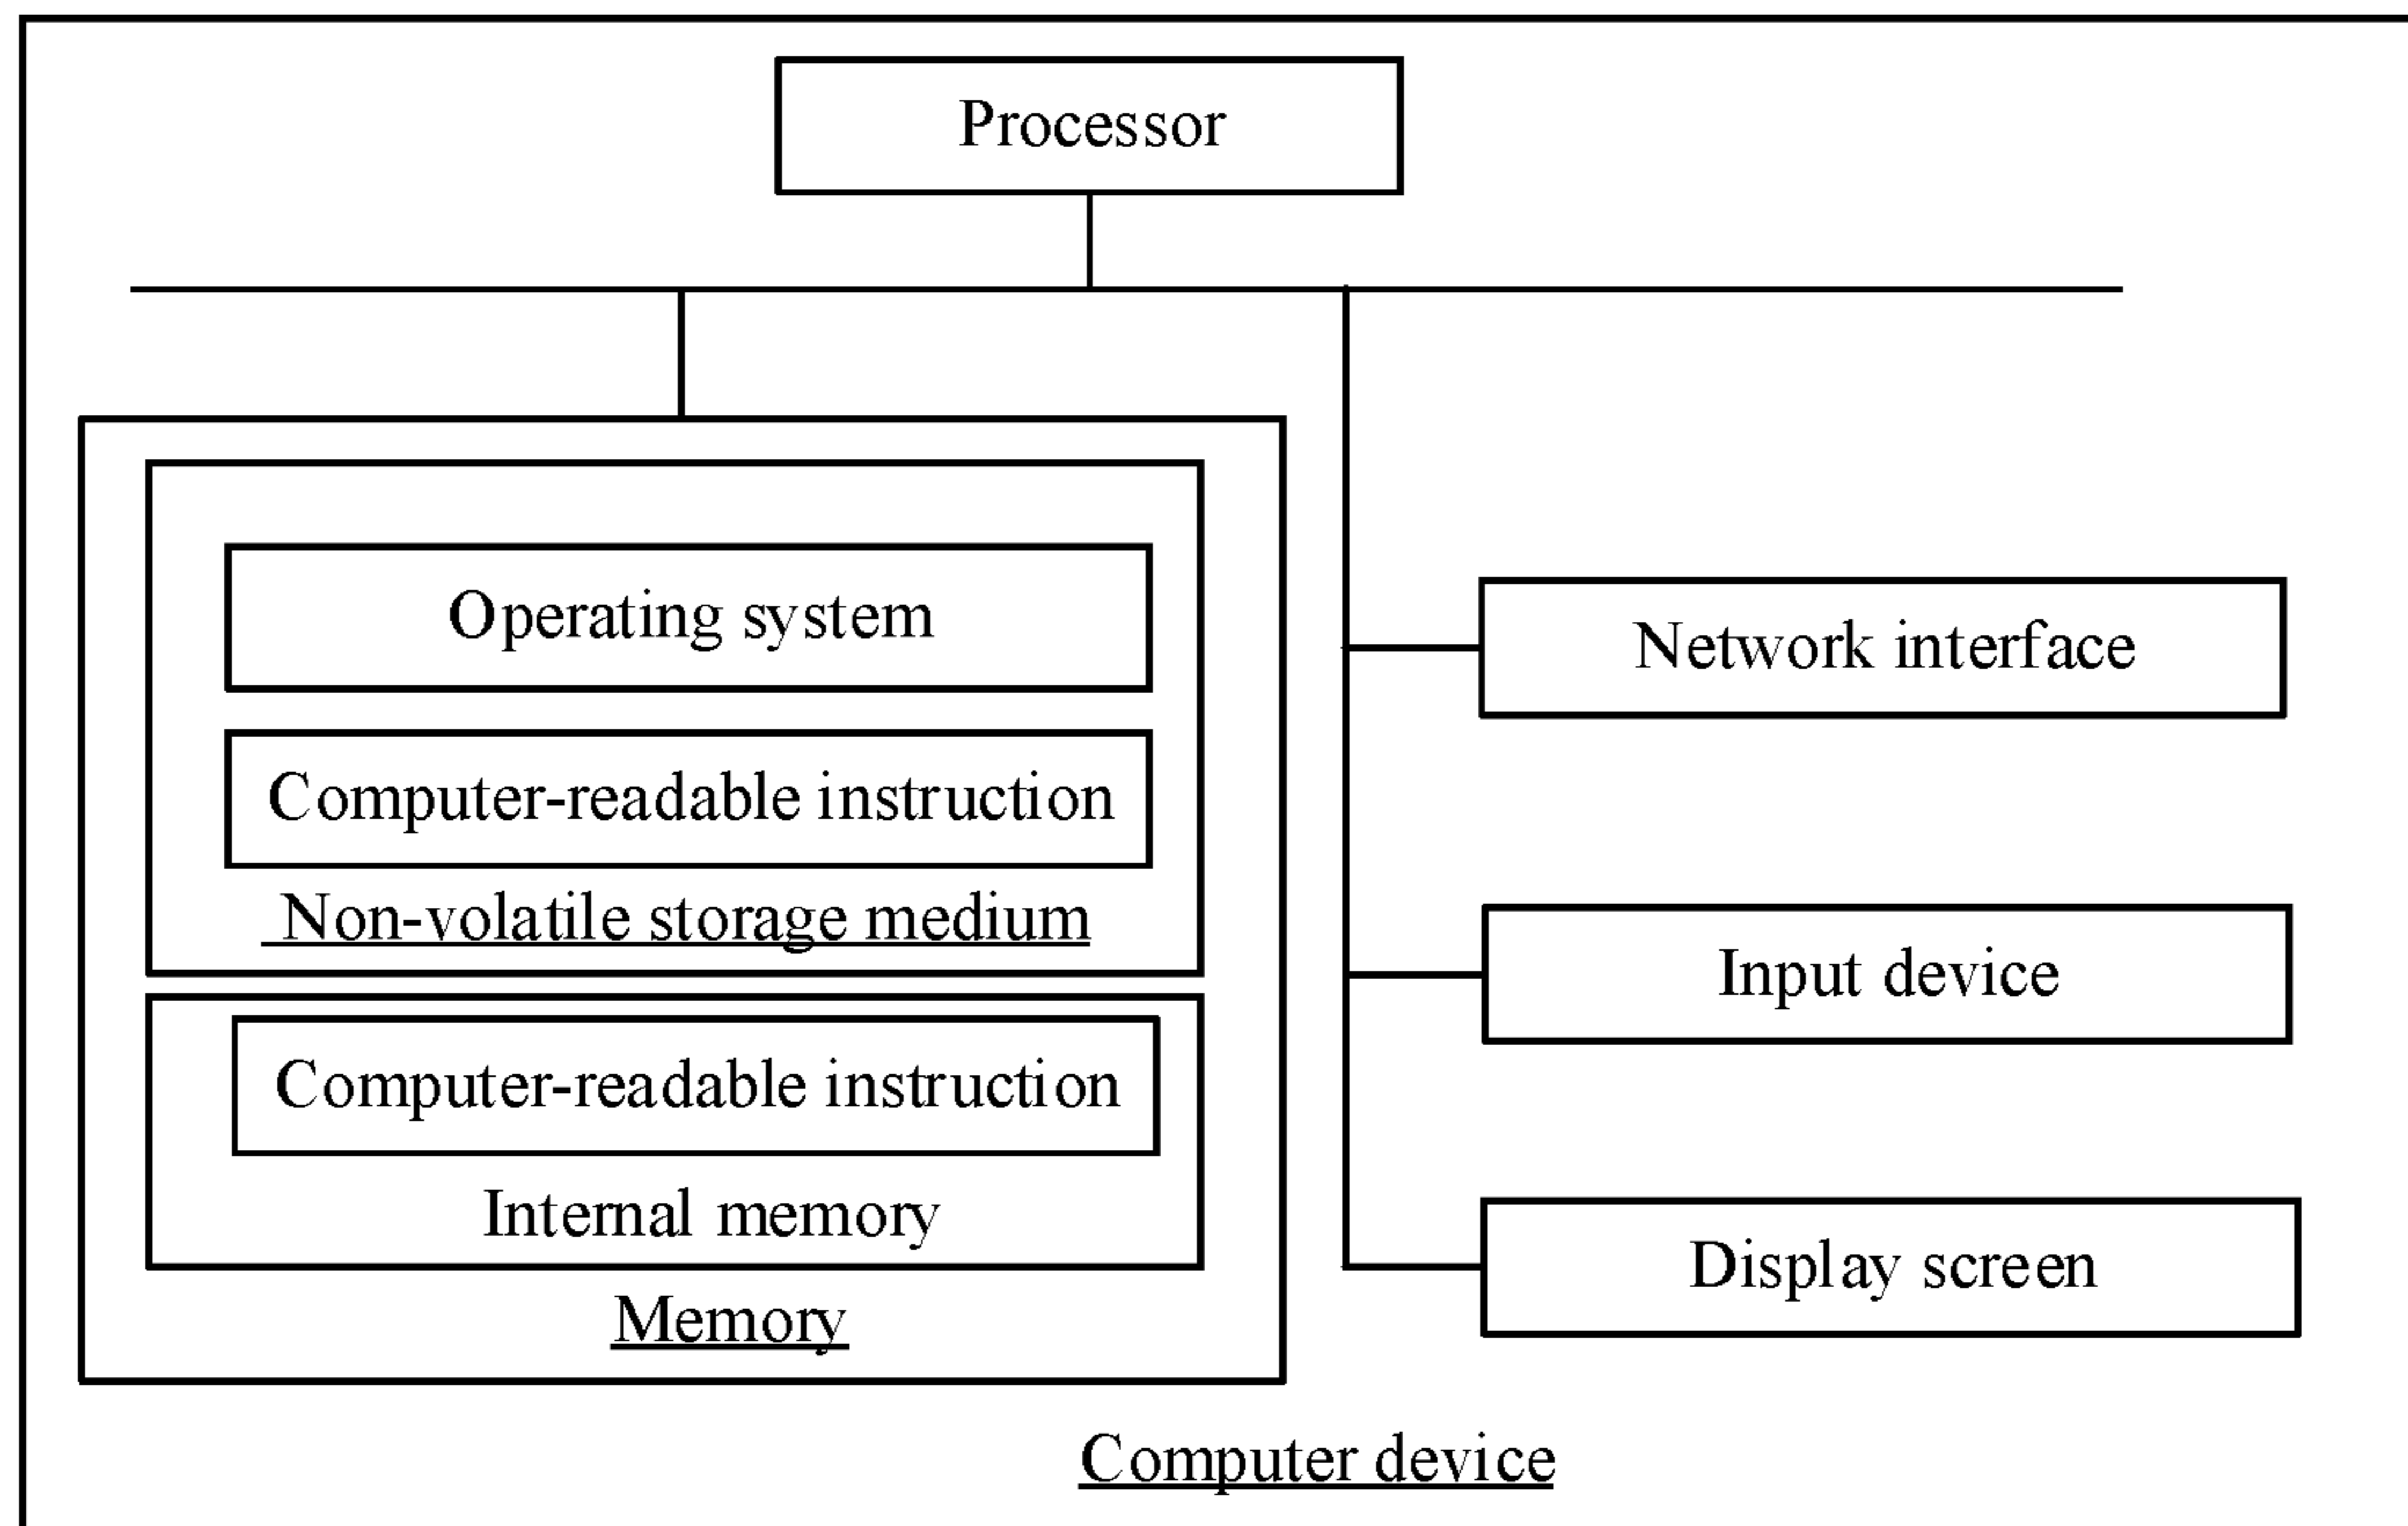 Processor
Operating system
Computer-readable instruction
Non-volatile storage medium
Computer-readable instruction
Internal memory
Memory
Network interface
Input device
Display screen
Computer device